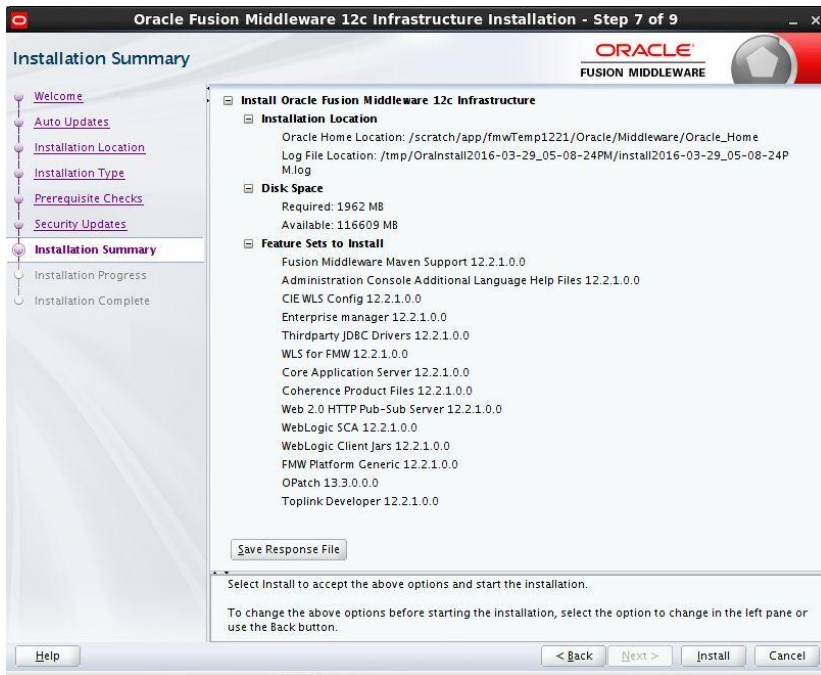 Oracle Fusion Middleware 12c Infrastructure Installation - Step 7 of 9
Installation Summary
ORACLE
FUSION MIDDLEWARE
Welcome
Auto Updates
Installation Location
Installation Type
Prerequisite Checks
Security Updates
Installation Summary
Installation Progress
Installation Complete
Install Oracle Fusion Middleware 12c Infrastructure
Installation Location
Oracle Home Location: /scratch/app/fmwTemp1221/Oracle/Middleware/Oracle_Home
Log File Location: /tmp/OraInstall2016-03-29_05-08-24PM/install2016-03-29_05-08-24P
M.log
Disk Space
Required: 1962 MB
Available: 116609 MB
Feature Sets to Install
Fusion Middleware Maven Support 12.2.1.0.0
Administration Console Additional Language Help Files 12.2.1.0.0
CIE WLS Config 12.2.1.0.0
Enterprise manager 12.2.1.0.0
Thirdparty JDBC Drivers 12.2.1.0.0
WLS for FMW 12.2.1.0.0
Core Application Server 12.2.1.0.0
Coherence Product Files 12.2.1.0.0
Web 2.0 HTTP Pub-Sub Server 12.2.1.0.0
WebLogic SCA 12.2.1.0.0
WebLogic Client Jars 12.2.1.0.0
FMW Platform Generic 12.2.1.0.0
OPatch 13.3.0.0.0
Toplink Developer 12.2.1.0.0
Save Response File
Select Install to accept the above options and start the installation.
To change the above options before starting the installation, select the option to change in the left pane or
use the Back button.
Help
< Back
Next >
Install
Cancel